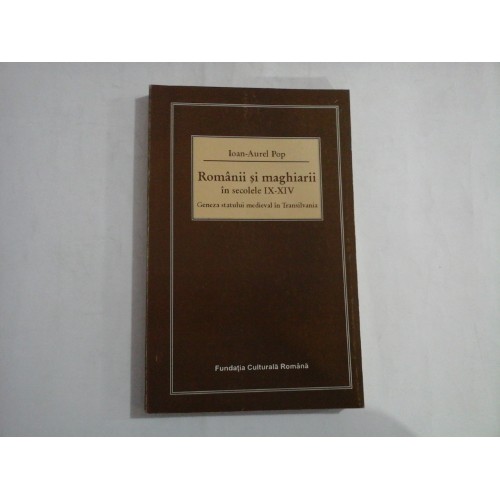 Ioan-Aurel Pop
Românii și maghiarii
în secolele IX-XIV
Geneza statului medieval în Transilvania
Fundația Culturală Română